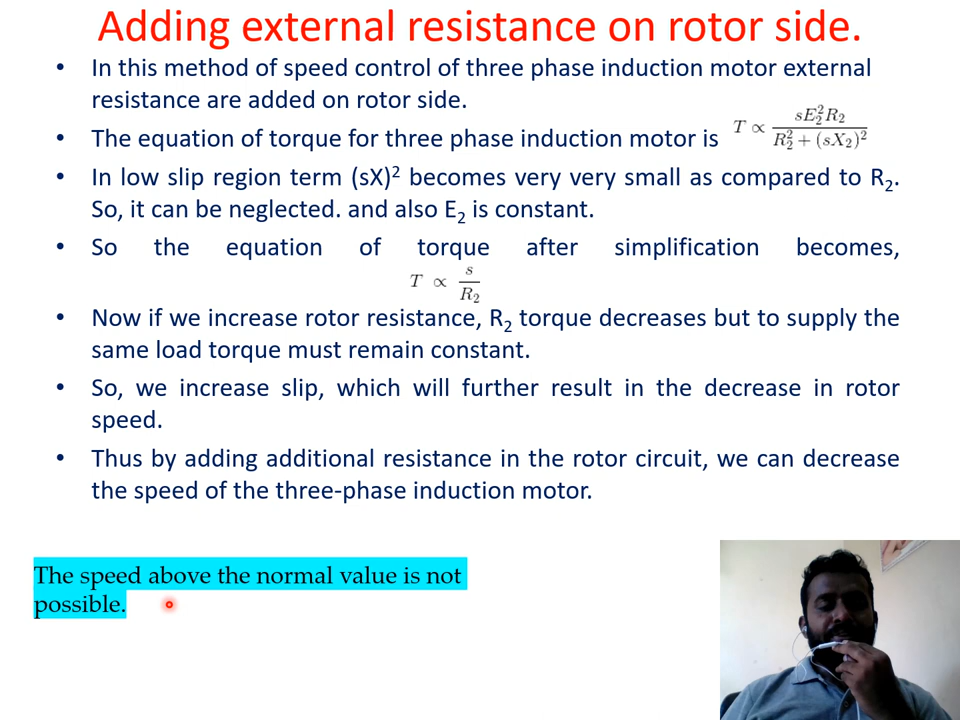 Adding external resistance on rotor side.
• In this method of speed control of three phase induction motor external
resistance are added on rotor side.
• The equation of torque for three phase induction motor is T ∝ sE₂²R₂ / (R₂² + (sX₂)²)
• In low slip region term (sX)² becomes very very small as compared to R₂.
So, it can be neglected. and also E₂ is constant.
• So the equation of torque after simplification becomes,
T ∝ s / R₂
• Now if we increase rotor resistance, R₂ torque decreases but to supply the
same load torque must remain constant.
• So, we increase slip, which will further result in the decrease in rotor
speed.
• Thus by adding additional resistance in the rotor circuit, we can decrease
the speed of the three-phase induction motor.
The speed above the normal value is not
possible.